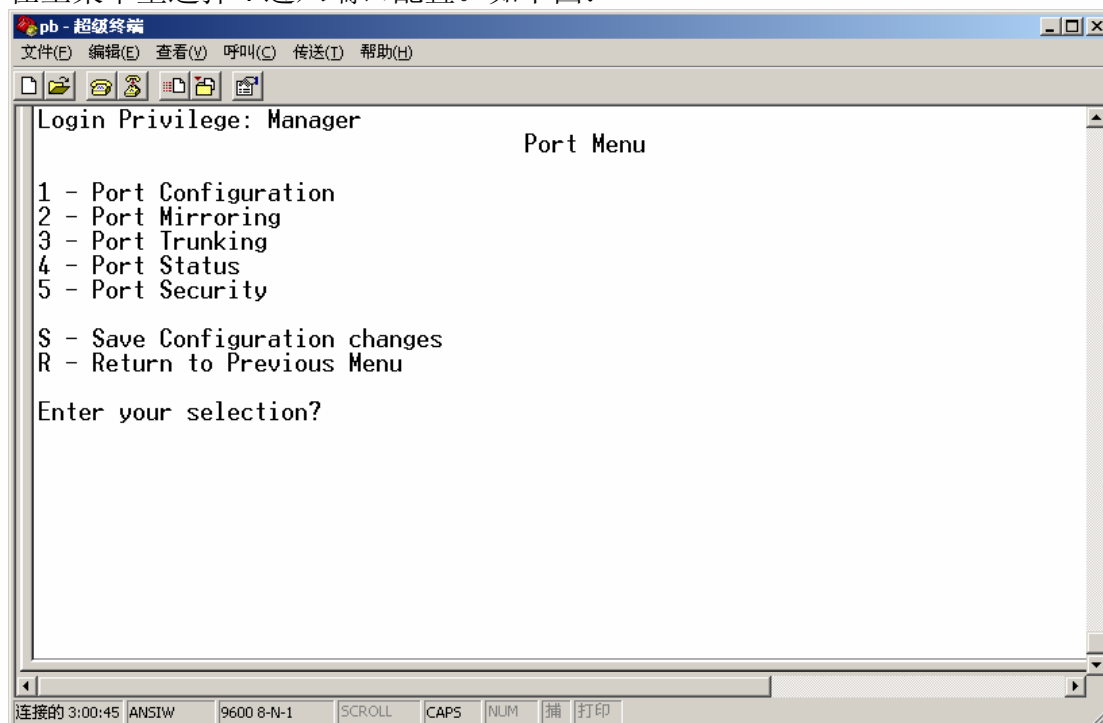 pb - 超级终端
文件(F) 编辑(E) 查看(V) 呼叫(C) 传送(T) 帮助(H)
Login Privilege: Manager
Port Menu
1 - Port Configuration
2 - Port Mirroring
3 - Port Trunking
4 - Port Status
5 - Port Security
S - Save Configuration changes
R - Return to Previous Menu
Enter your selection?
连接的 3:00:45 ANSIW 9600 8-N-1 SCROLL CAPS NUM 捕 打印